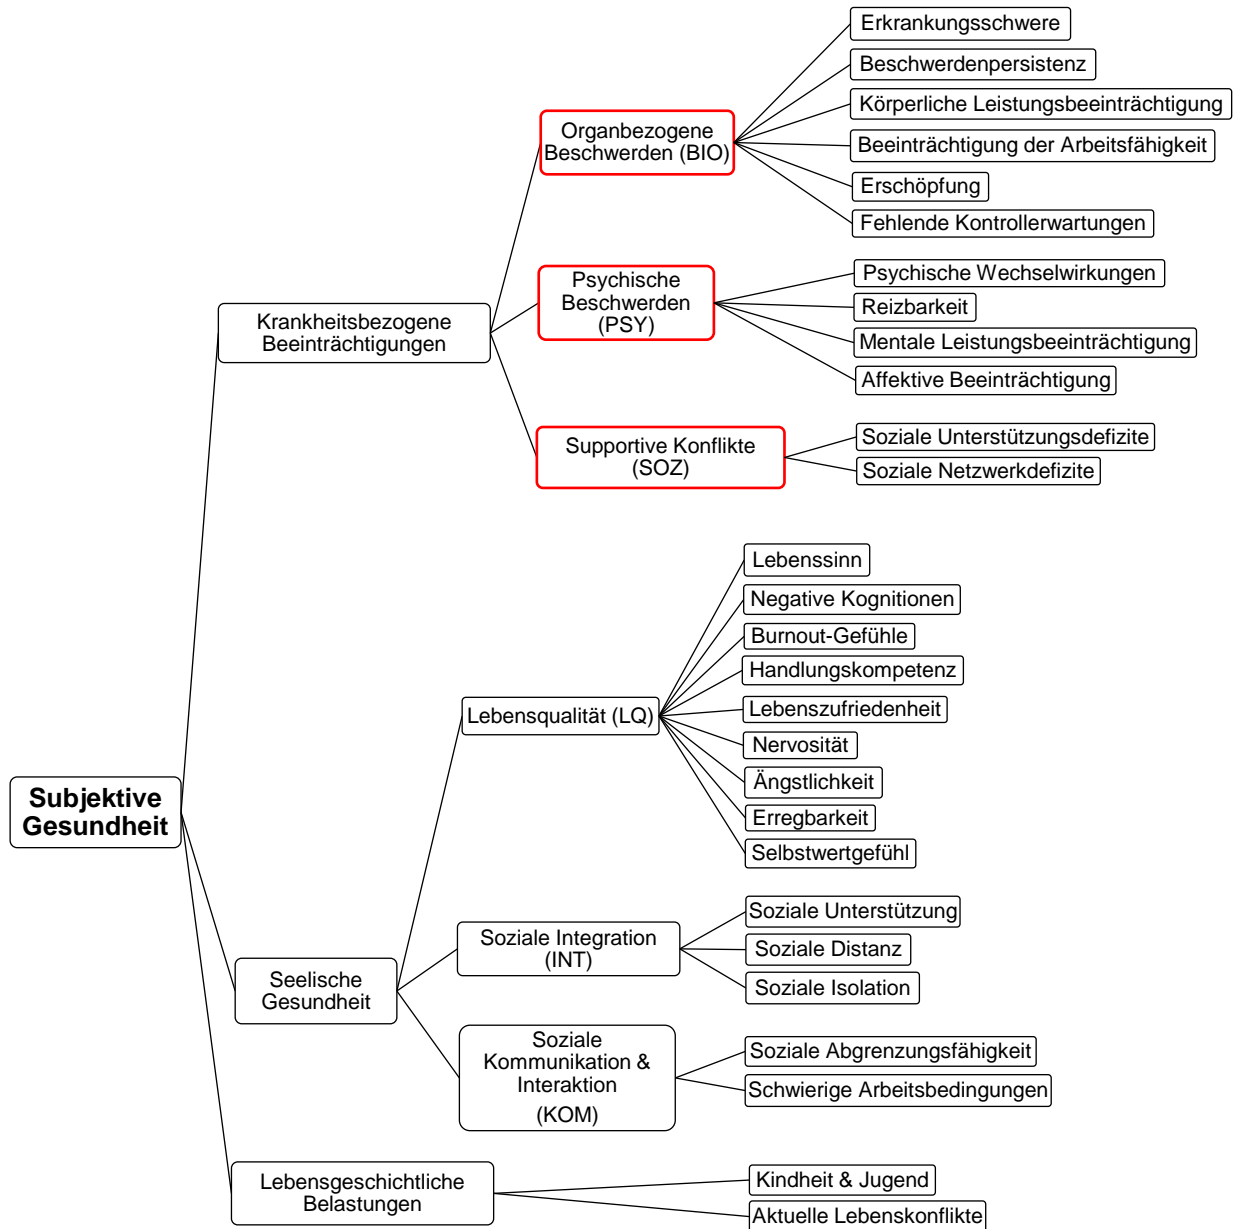 Subjektive
Gesundheit
Krankheitsbezogene
Beeinträchtigungen
Organbezogene
Beschwerden (BIO)
Erkrankungsschwere
Beschwerdenpersistenz
Körperliche Leistungsbeeinträchtigung
Beeinträchtigung der Arbeitsfähigkeit
Erschöpfung
Fehlende Kontrollerwartungen
Psychische
Beschwerden
(PSY)
Psychische Wechselwirkungen
Reizbarkeit
Mentale Leistungsbeeinträchtigung
Affektive Beeinträchtigung
Supportive Konflikte
(SOZ)
Soziale Unterstützungsdefizite
Soziale Netzwerkdefizite
Seelische
Gesundheit
Lebensqualität (LQ)
Lebenssinn
Negative Kognitionen
Burnout-Gefühle
Handlungskompetenz
Lebenszufriedenheit
Nervosität
Ängstlichkeit
Erregbarkeit
Selbstwertgefühl
Soziale Integration
(INT)
Soziale Unterstützung
Soziale Distanz
Soziale Isolation
Soziale
Kommunikation &
Interaktion
(KOM)
Soziale Abgrenzungsfähigkeit
Schwierige Arbeitsbedingungen
Lebensgeschichtliche
Belastungen
Kindheit & Jugend
Aktuelle Lebenskonflikte